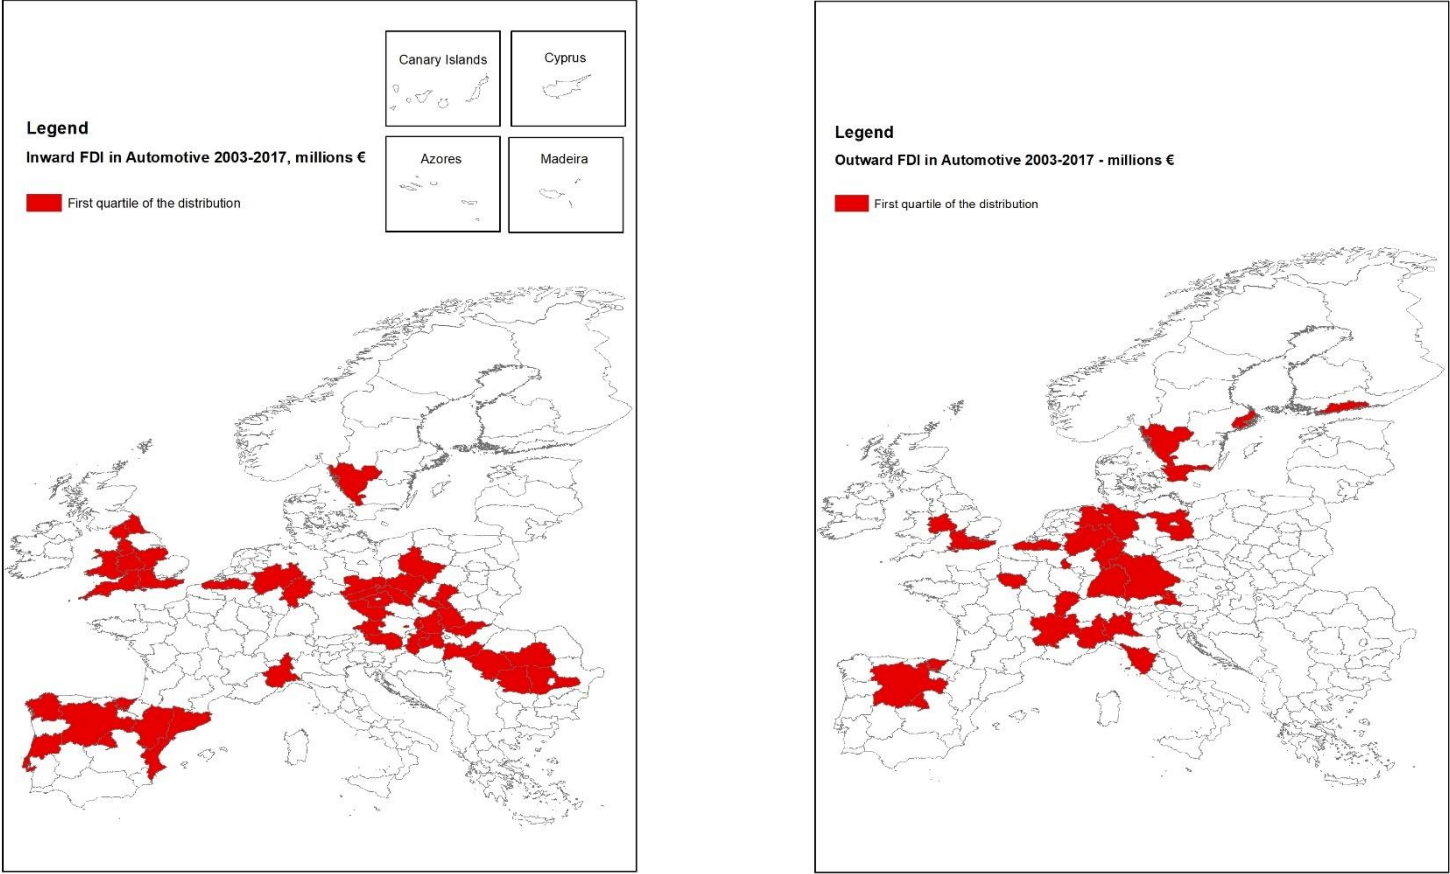 Canary Islands
Cyprus
Azores
Madeira
Legend
Inward FDI in Automotive 2003-2017, millions €
First quartile of the distribution
Legend
Outward FDI in Automotive 2003-2017 - millions €
First quartile of the distribution